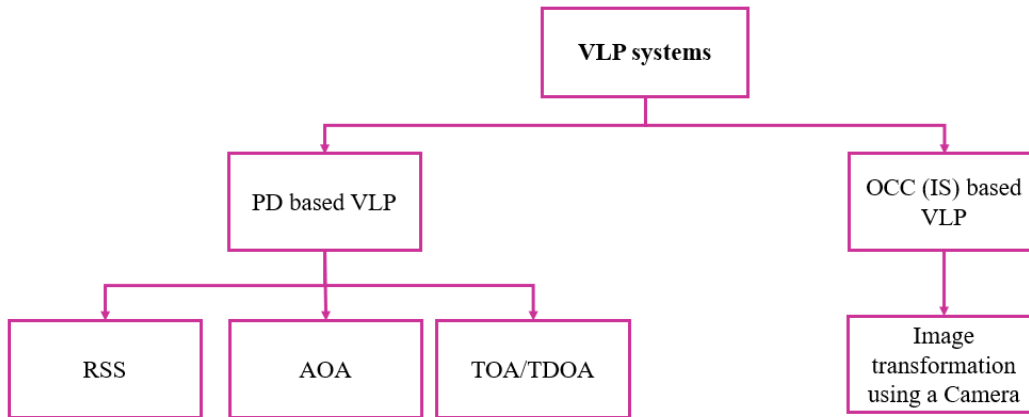 VLP systems
PD based VLP
OCC (IS) based
VLP
RSS
AOA
TOA/TDOA
Image
transformation
using a Camera